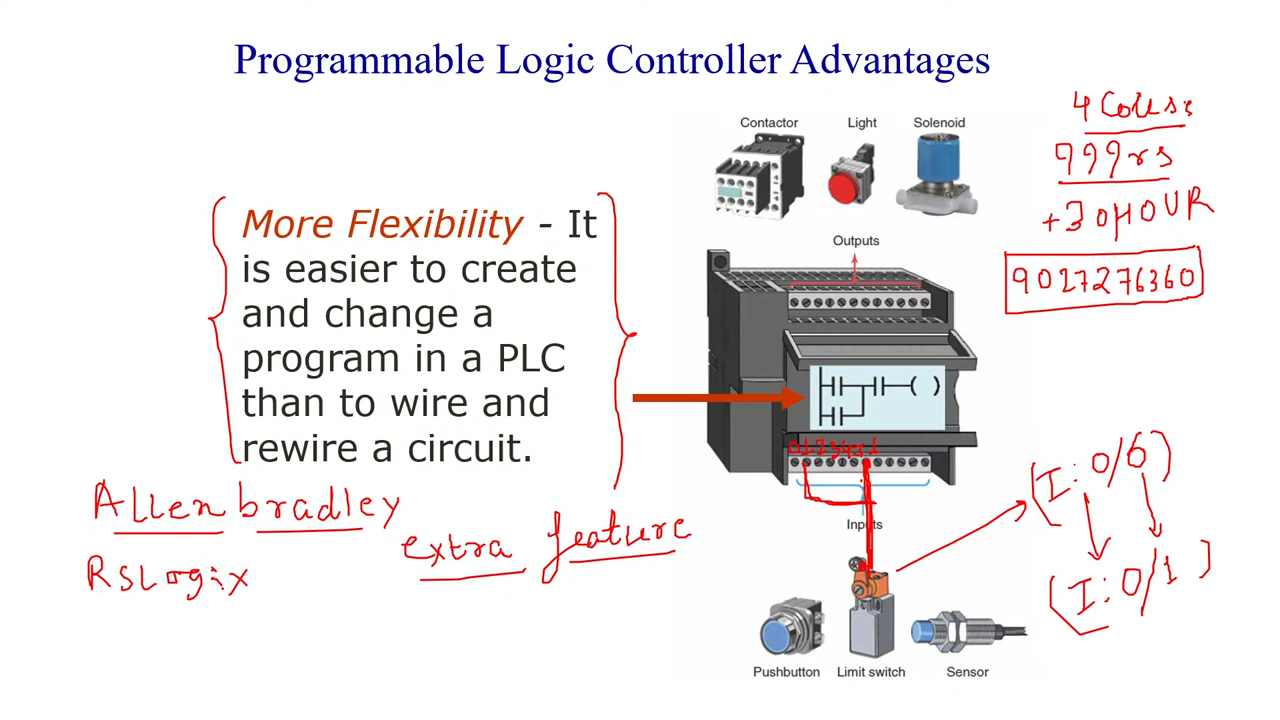 Programmable Logic Controller Advantages
4 Couse:
999rs
+30HOUR
9027276360
Contactor
Light
Solenoid
Outputs
More Flexibility - It
is easier to create
and change a
program in a PLC
than to wire and
rewire a circuit.
Allen bradley
RsLogix
extra feature
Inputs
(I:0/6)
(I:0/1)
Pushbutton
Limit switch
Sensor